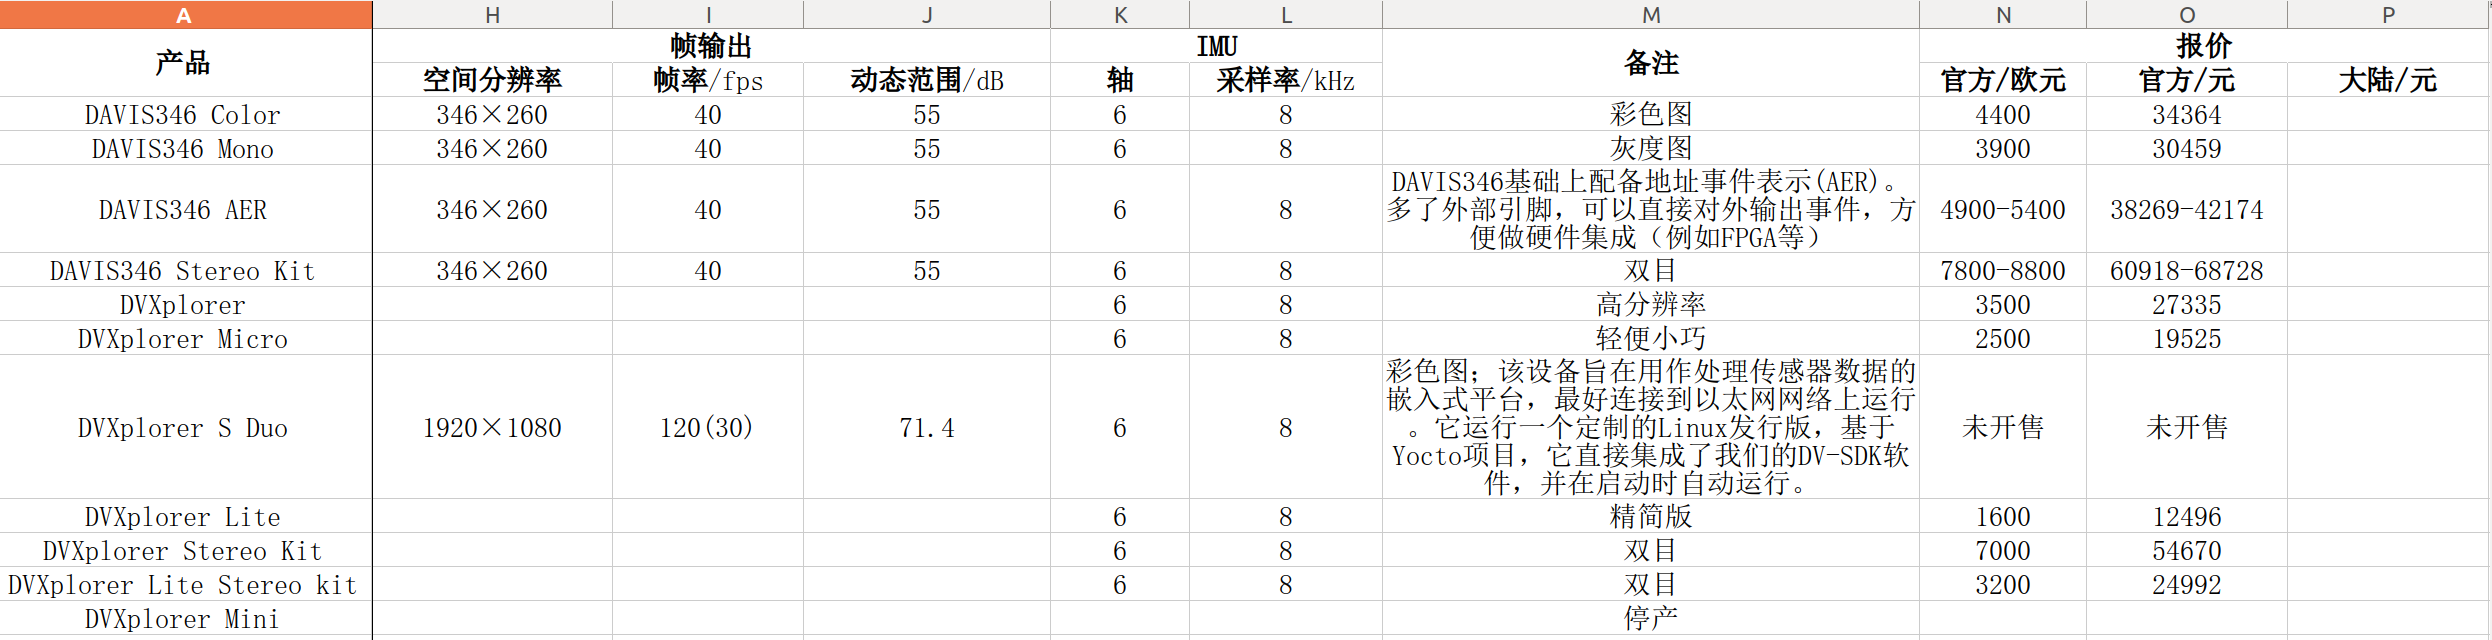 A H I J K L M N O P
产品 帧输出 IMU 备注 报价
空间分辨率 帧率/fps 动态范围/dB 轴 采样率/kHz 官方/欧元 官方/元 大陆/元
DAVIS346 Color 346×260 40 55 6 8 彩色图 4400 34364
DAVIS346 Mono 346×260 40 55 6 8 灰度图 3900 30459
DAVIS346 AER 346×260 40 55 6 8 DAVIS346基础上配备地址事件表示(AER)。
多了外部引脚，可以直接对外输出事件，方
便做硬件集成（例如FPGA等） 4900-5400 38269-42174
DAVIS346 Stereo Kit 346×260 40 55 6 8 双目 7800-8800 60918-68728
DVXplorer 6 8 高分辨率 3500 27335
DVXplorer Micro 6 8 轻便小巧 2500 19525
DVXplorer S Duo 1920×1080 120(30) 71.4 6 8 彩色图；该设备旨在用作处理传感器数据的
嵌入式平台，最好连接到以太网网络上运行
。它运行一个定制的Linux发行版，基于
Yocto项目，它直接集成了我们的DV-SDK软
件，并在启动时自动运行。 未开售 未开售
DVXplorer Lite 6 8 精简版 1600 12496
DVXplorer Stereo Kit 6 8 双目 7000 54670
DVXplorer Lite Stereo kit 6 8 双目 3200 24992
DVXplorer Mini 停产